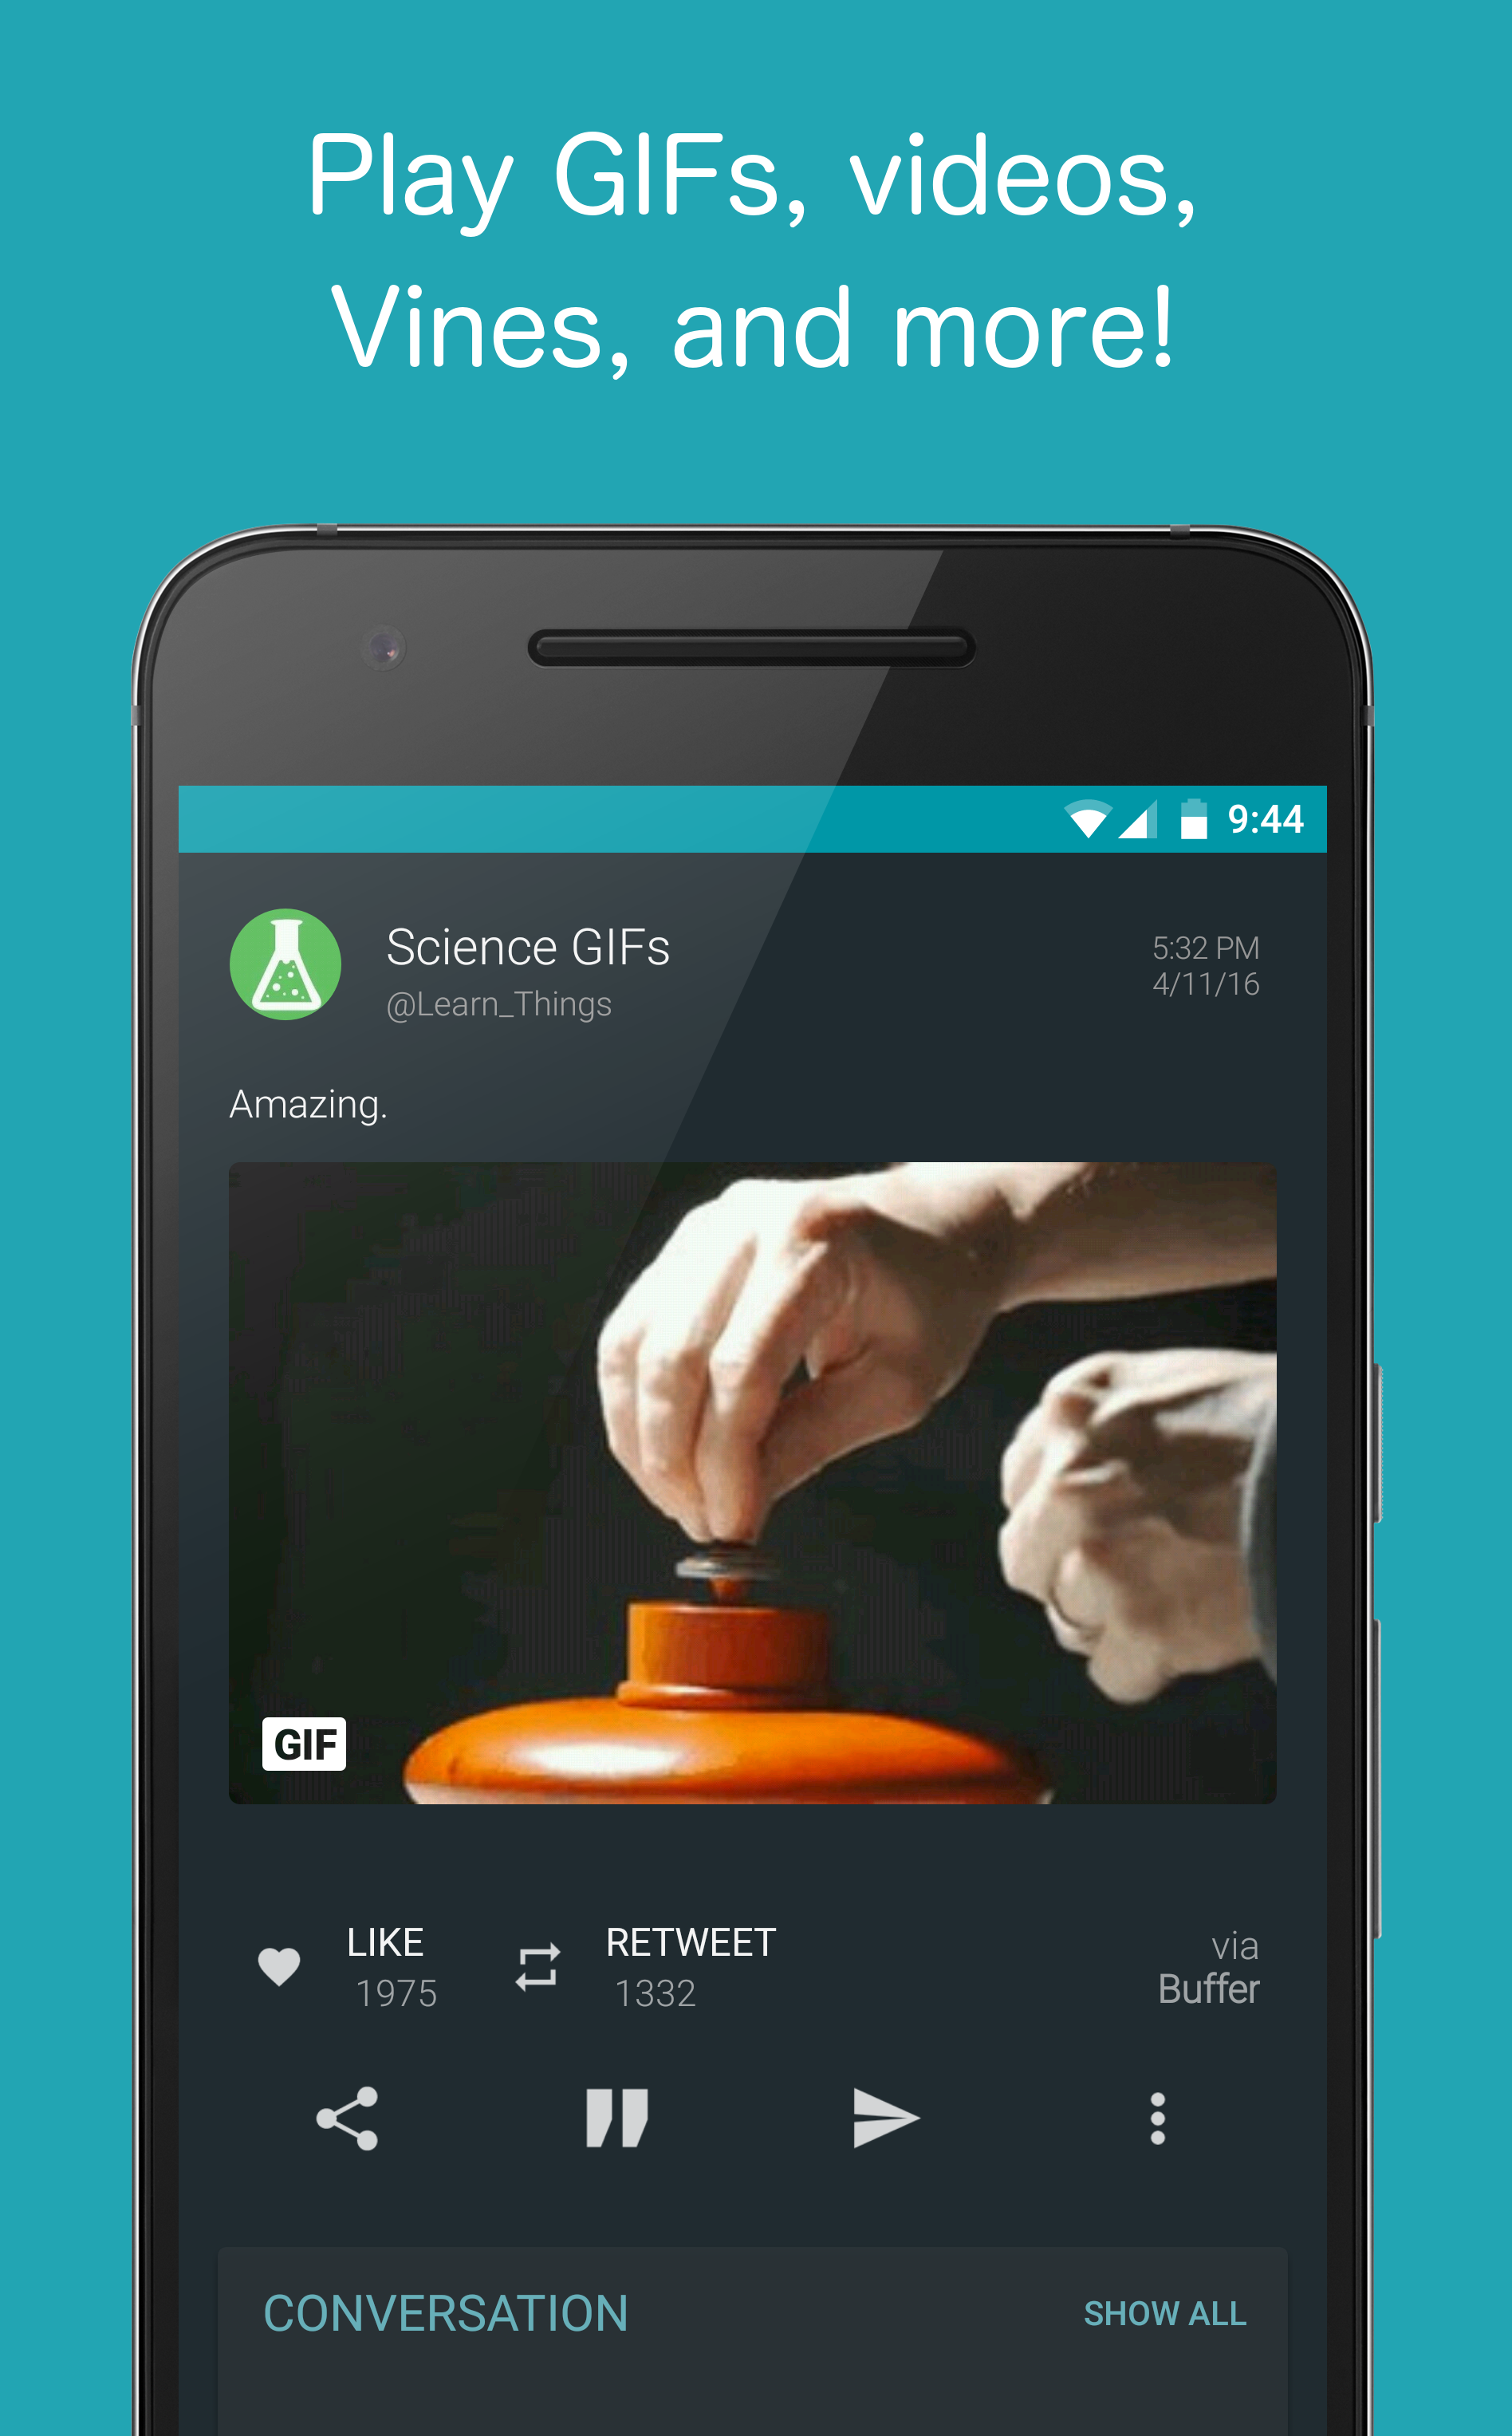 Play GIFs, videos,
Vines, and more!
9:44
Science GIFs
5:32 PM
@Learn_Things
4/11/16
Amazing.
GIF
LIKE
RETWEET
via
1975
1332
Buffer
CONVERSATION
SHOW ALL